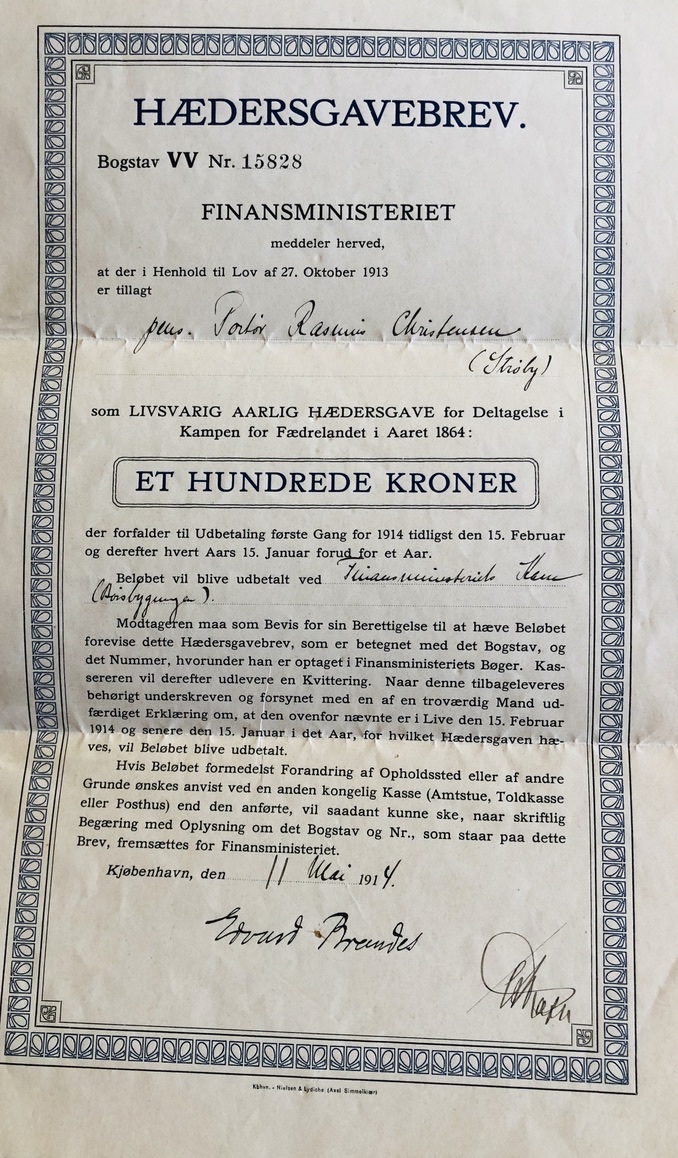 HÆDERSGAVEBREV.
Bogstav VV Nr. 15828
FINANSMINISTERIET
meddeler herved,
at der i Henhold til Lov af 27. Oktober 1913
er tillagt
pens. Portør Rasmus Christensen
(Strøby)
som LIVSVARIG AARLIG HÆDERSGAVE for Deltagelse i
Kampen for Fædrelandet i Aaret 1864:
ET HUNDREDE KRONER
der forfalder til Udbetaling første Gang for 1914 tidligst den 15. Februar
og derefter hvert Aars 15. Januar forud for et Aar.
Beløbet vil blive udbetalt ved Finansministeriets
(Børsbygningen).
Modtageren maa som Bevis for sin Berettigelse til at hæve Beløbet
forevise dette Hædersgavebrev, som er betegnet med det Bogstav, og
det Nummer, hvorunder han er optaget i Finansministeriets Bøger. Kas-
sereren vil derefter udlevere en Kvittering. Naar denne tilbageleveres
behørigt underskreven og forsynet med en af en troværdig Mand ud-
færdiget Erklæring om, at den ovenfor nævnte er i Live den 15. Februar
1914 og senere den 15. Januar i det Aar, for hvilket Hædersgaven hæ-
ves, vil Beløbet blive udbetalt.
Hvis Beløbet formedelst Forandring af Opholdssted eller af andre
Grunde ønskes anvist ved en anden kongelig Kasse (Amtstue, Toldkasse
eller Posthus) end den anførte, vil saadant kunne ske, naar skriftlig
Begæring med Oplysning om det Bogstav og Nr., som staar paa dette
Brev, fremsættes for Finansministeriet.
Kjøbenhavn, den 11 Mai 1914.
Edvard Brandes
Kbhvn. - Nielsen & Lydiche (Axel Simmelkiær)